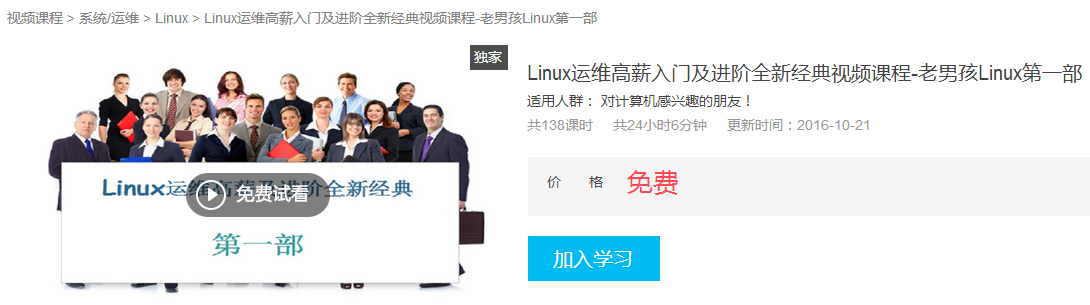 视频课程 > 系统/运维 > Linux > Linux运维高薪入门及进阶全新经典视频课程-老男孩Linux第一部
独家
Linux运维高薪入门及进阶全新经典
免费试看
第一部
Linux运维高薪入门及进阶全新经典视频课程-老男孩Linux第一部
适用人群： 对计算机感兴趣的朋友！
共138课时 共24小时6分钟 更新时间：2016-10-21
价 格 免费
加入学习